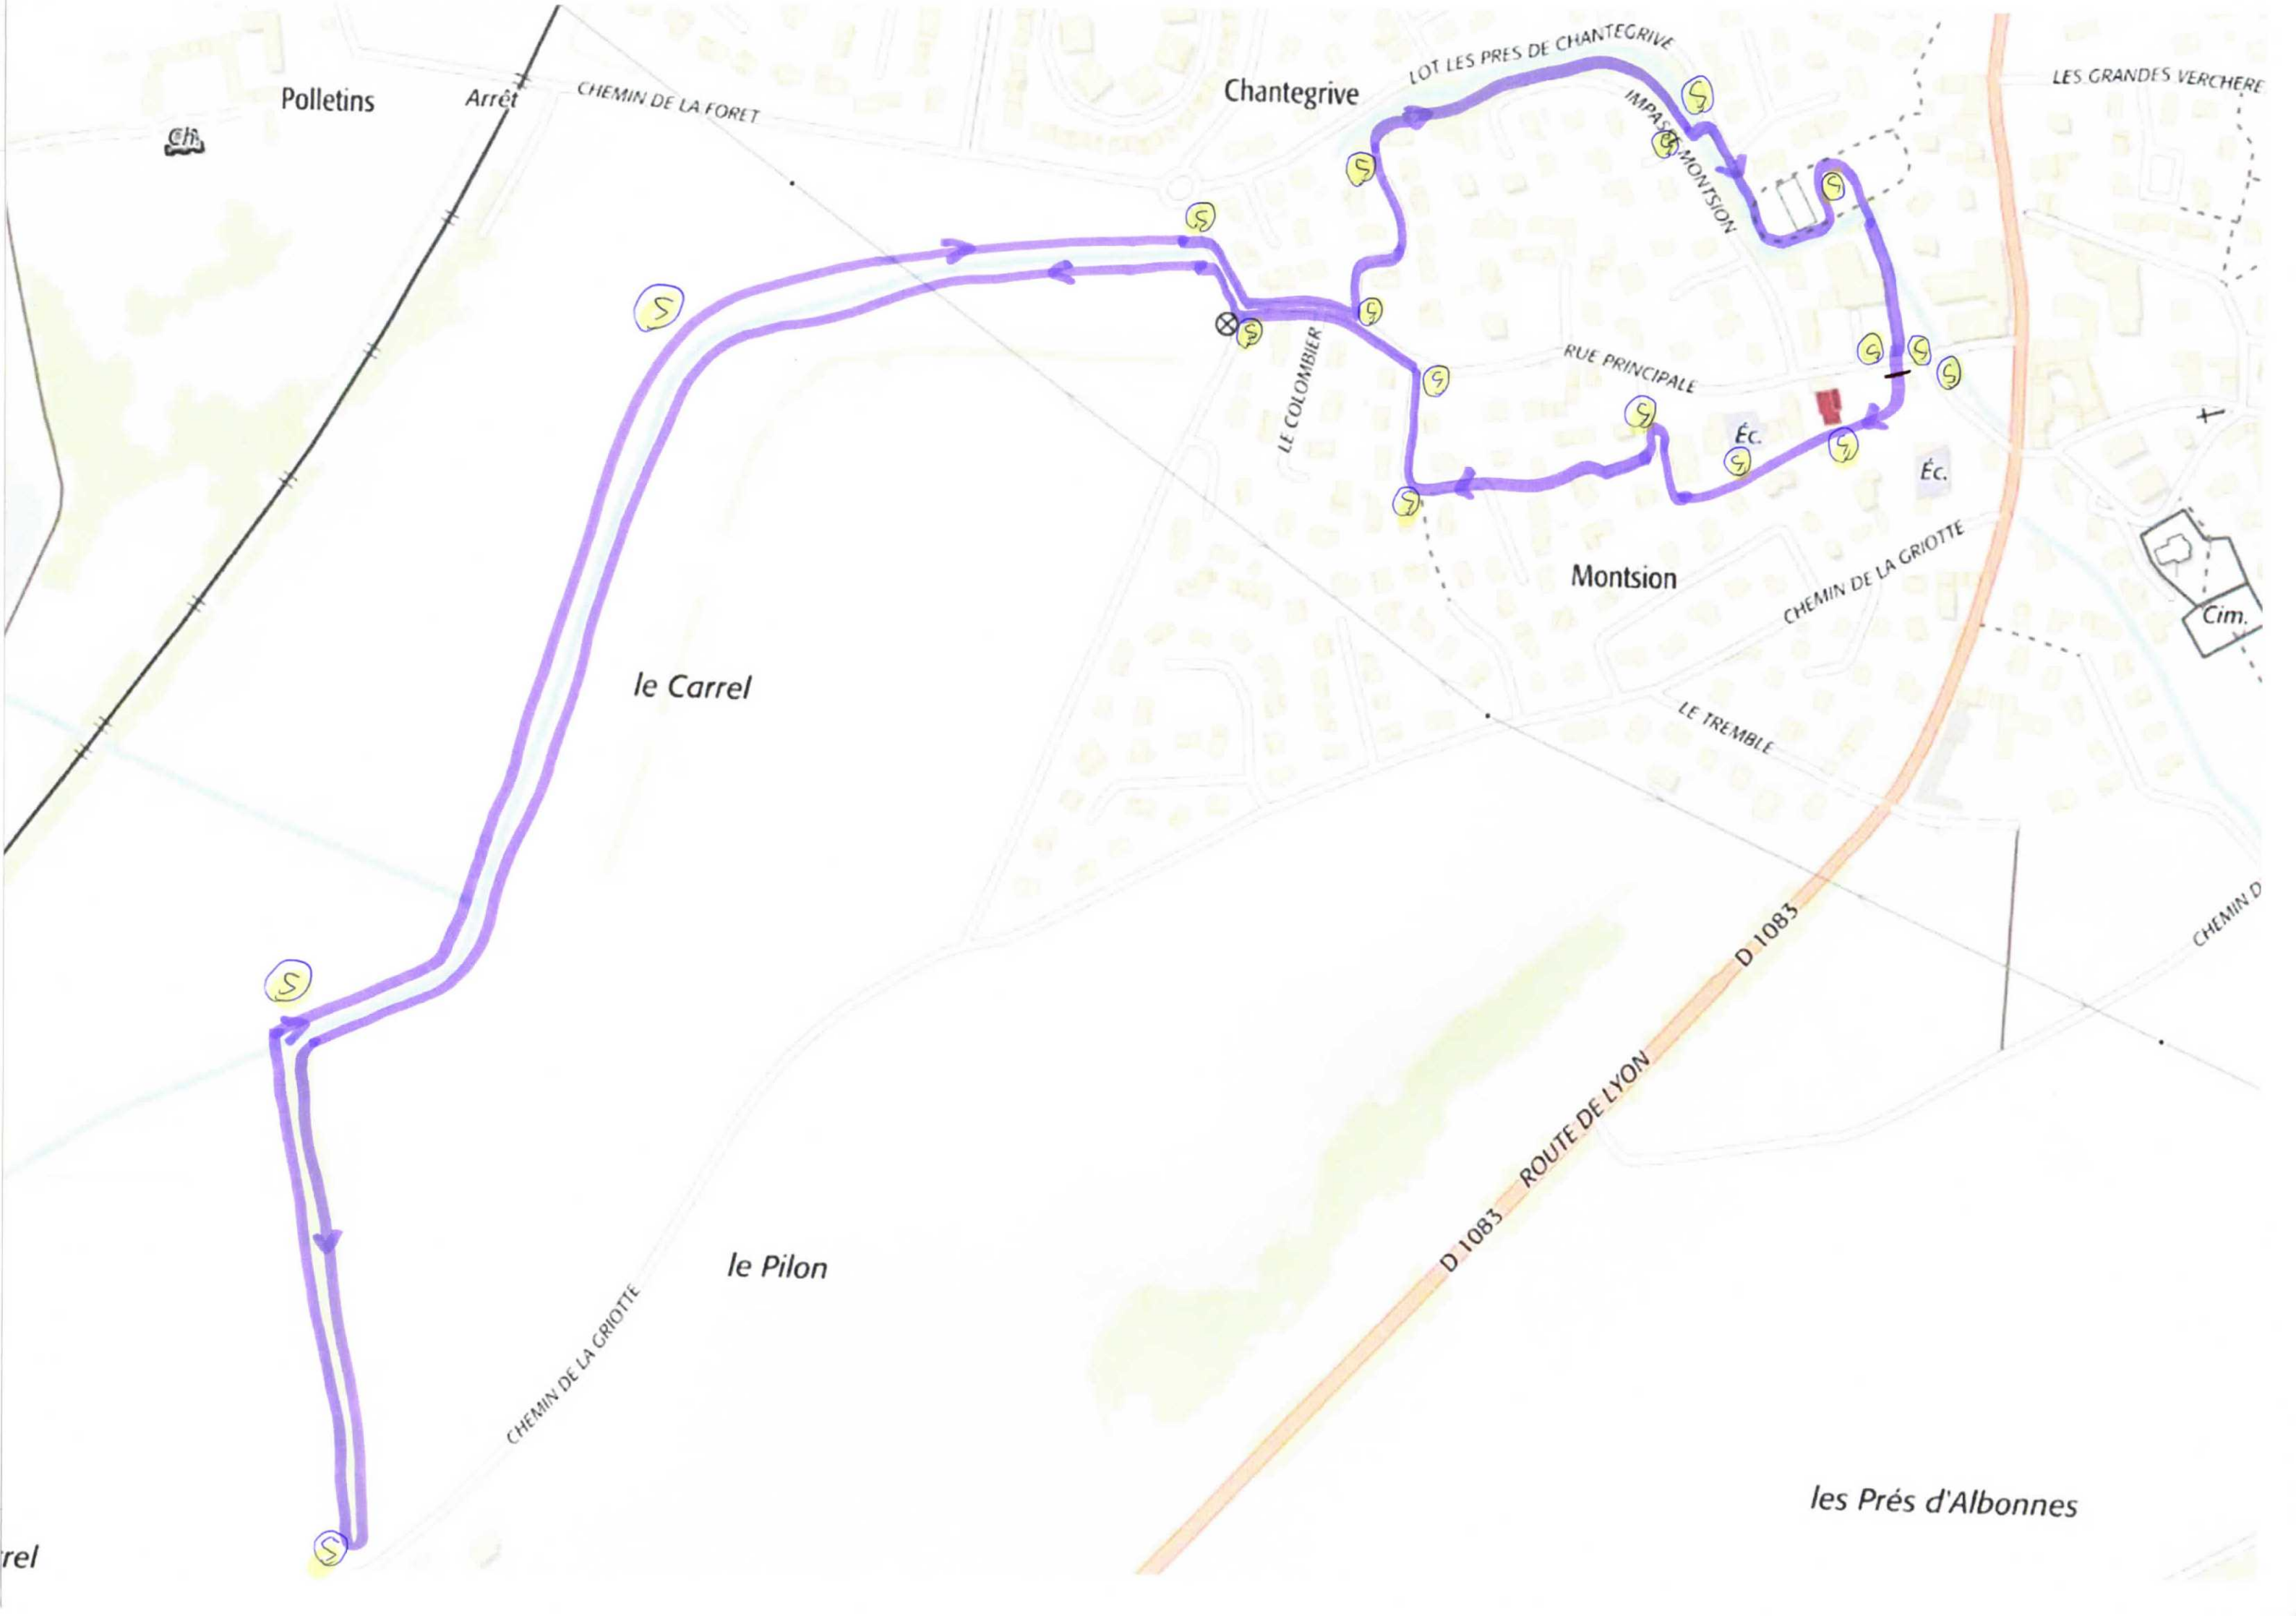 LOT LES PRES DE CHANTEGRIVE
LES GRANDES VERCHERE
Polletins
Arrêt
CHEMIN DE LA FORET
Chantegrive
Ch.
IMPASSE MONTSION
S
S
S
S
S
S
S
S
LE COLOMBIER
RUE PRINCIPALE
S
S
S
S
S
Éc.
S
S
Éc.
S
Montsion
CHEMIN DE LA GRIOTTE
Cim.
le Carrel
LE TREMBLE
D 1083
CHEMIN D
S
ROUTE DE LYON
D 1083
le Pilon
CHEMIN DE LA GRIOTTE
les Prés d'Albonnes
S
rel